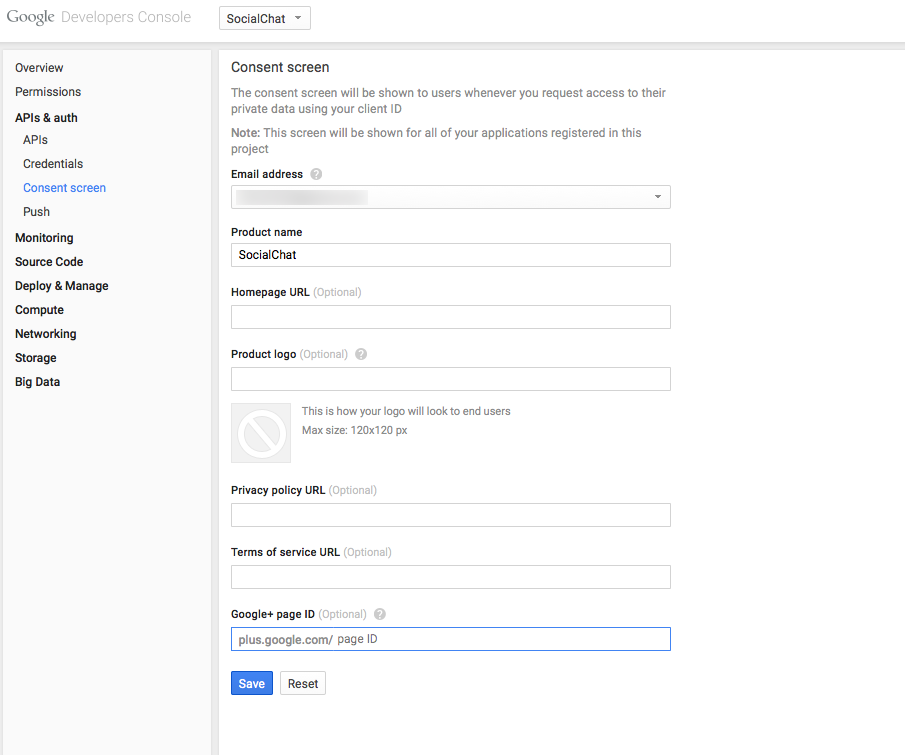 Google Developers Console
SocialChat
Overview
Permissions
APIs & auth
APIs
Credentials
Consent screen
Push
Monitoring
Source Code
Deploy & Manage
Compute
Networking
Storage
Big Data
Consent screen
The consent screen will be shown to users whenever you request access to their
private data using your client ID
Note: This screen will be shown for all of your applications registered in this
project
Email address ?
Product name
SocialChat
Homepage URL (Optional)
Product logo (Optional) ?
This is how your logo will look to end users
Max size: 120x120 px
Privacy policy URL (Optional)
Terms of service URL (Optional)
Google+ page ID (Optional) ?
plus.google.com/ page ID
Save Reset